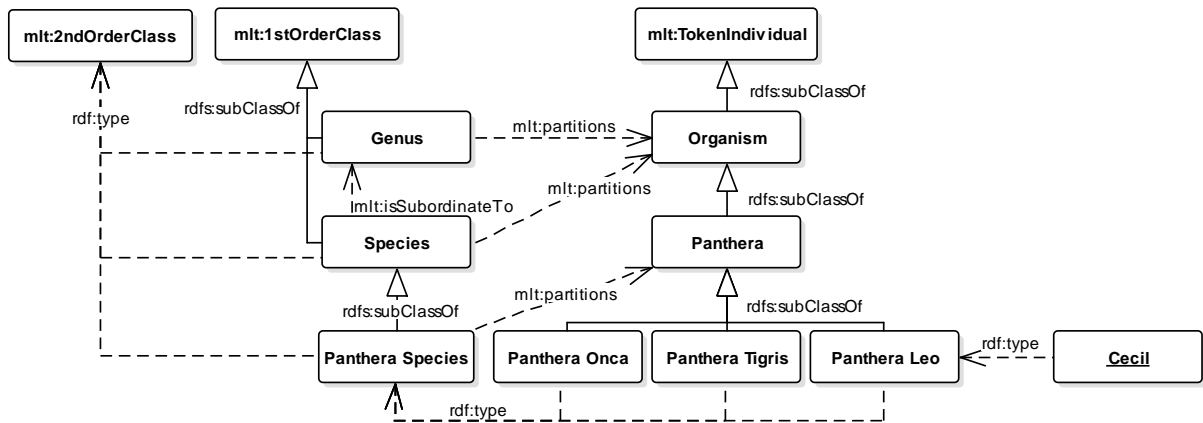 mlt:2ndOrderClass
mlt:1stOrderClass
mlt:TokenIndividual
rdfs:subClassOf
rdfs:subClassOf
rdf:type
Genus
mlt:partitions
Organism
mlt:partitions
mlt:isSubordinateTo
rdfs:subClassOf
Species
Panthera
mlt:partitions
rdfs:subClassOf
rdfs:subClassOf
Panthera Species
Panthera Onca
Panthera Tigris
Panthera Leo
rdf:type
Cecil
rdf:type